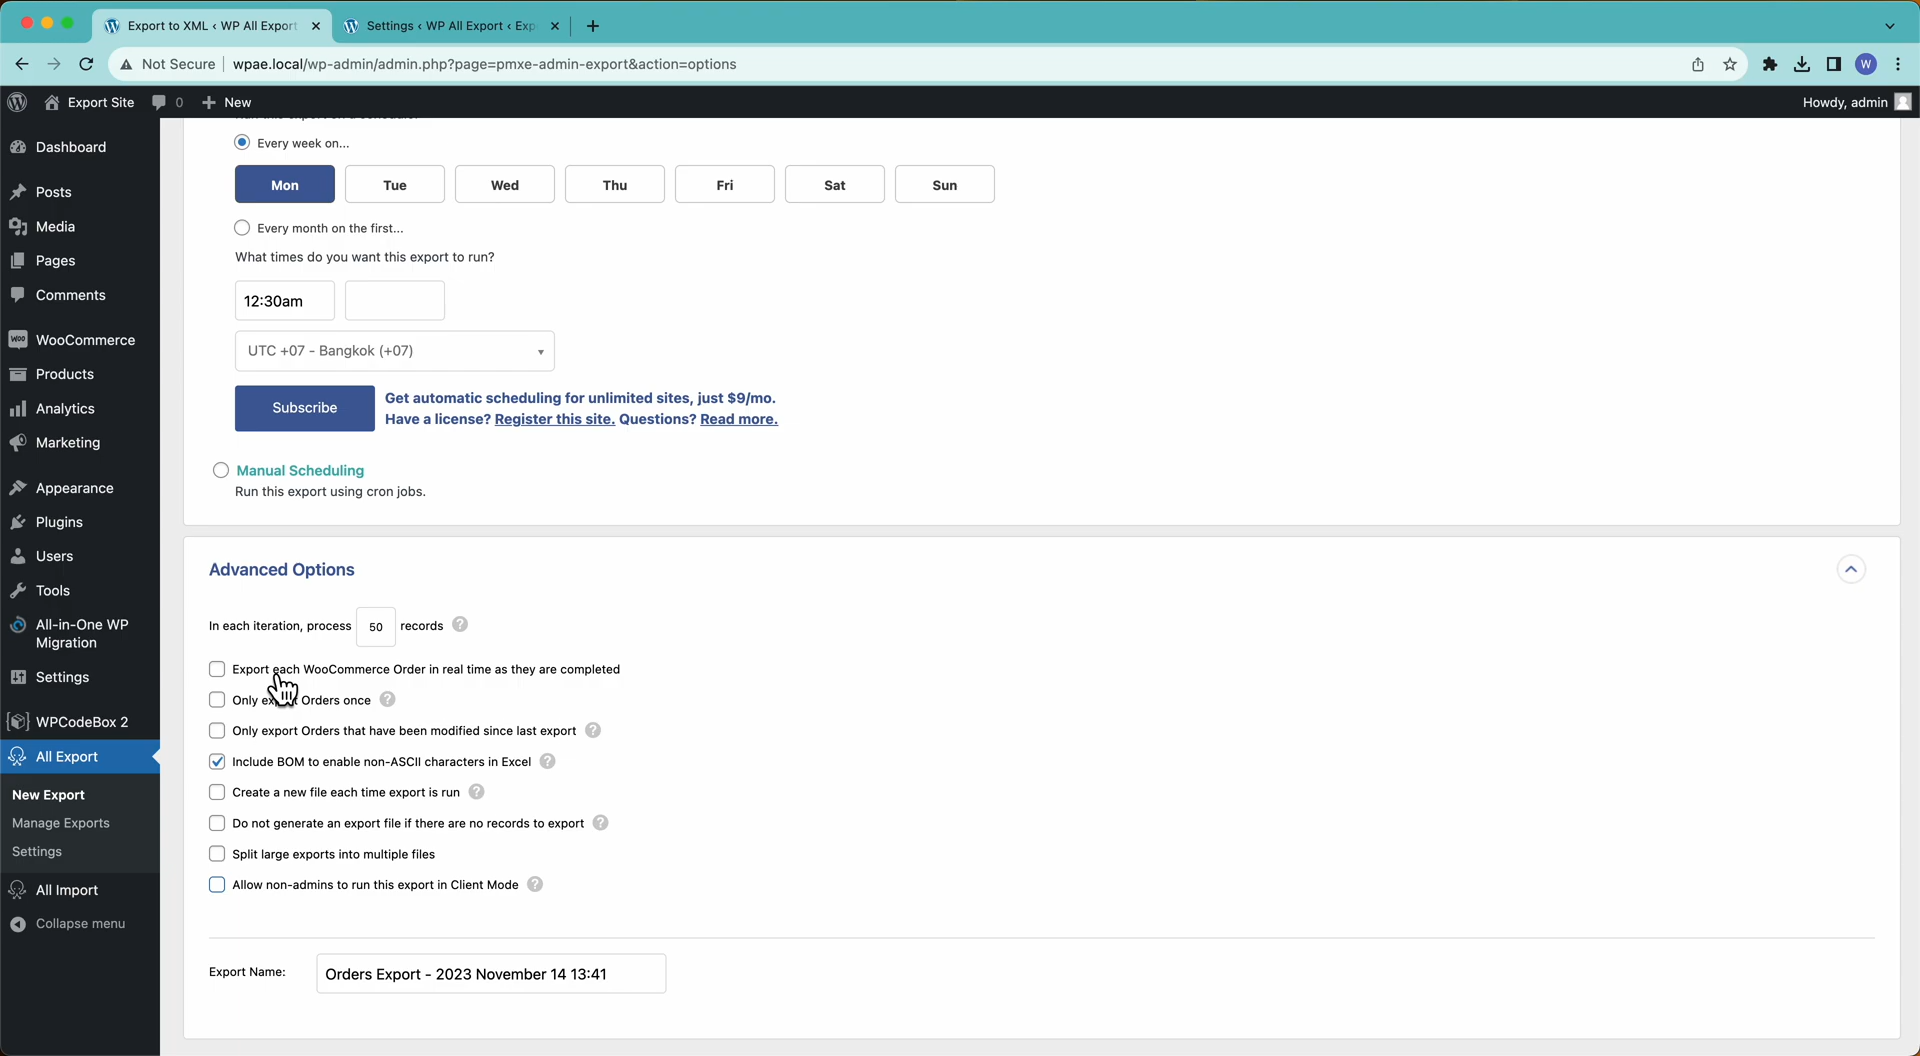 Export to XML ‹ WP All Export
Settings ‹ WP All Export ‹ Exp
Not Secure
wpae.local/wp-admin/admin.php?page=pmxe-admin-export&action=options
W
Export Site
0
New
Howdy, admin
Dashboard
Posts
Media
Pages
Comments
WooCommerce
Products
Analytics
Marketing
Appearance
Plugins
Users
Tools
All-in-One WP
Migration
Settings
WPCodeBox 2
All Export
New Export
Manage Exports
Settings
All Import
Collapse menu
Every week on...
Mon
Tue
Wed
Thu
Fri
Sat
Sun
Every month on the first...
What times do you want this export to run?
12:30am
UTC +07 - Bangkok (+07)
Subscribe
Get automatic scheduling for unlimited sites, just $9/mo.
Have a license? Register this site. Questions? Read more.
Manual Scheduling
Run this export using cron jobs.
Advanced Options
In each iteration, process 50 records ?
Export each WooCommerce Order in real time as they are completed
Only export Orders once ?
Only export Orders that have been modified since last export ?
Include BOM to enable non-ASCII characters in Excel ?
Create a new file each time export is run ?
Do not generate an export file if there are no records to export ?
Split large exports into multiple files
Allow non-admins to run this export in Client Mode ?
Export Name:
Orders Export - 2023 November 14 13:41